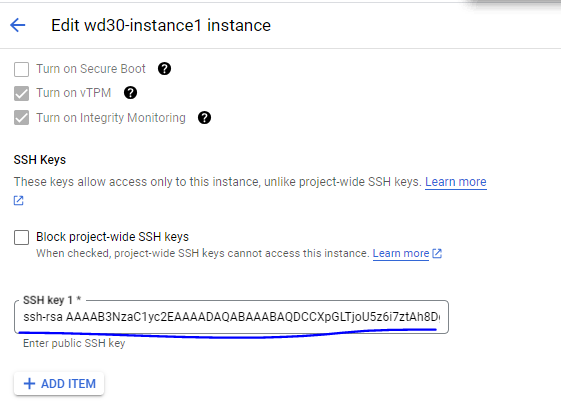 Edit wd30-instance1 instance
Turn on Secure Boot
Turn on vTPM
Turn on Integrity Monitoring
SSH Keys
These keys allow access only to this instance, unlike project-wide SSH keys. Learn more
Block project-wide SSH keys
When checked, project-wide SSH keys cannot access this instance. Learn more
SSH key 1 *
ssh-rsa AAAAB3NzaC1yc2EAAAADAQABAAABAQDCCXpGLTjoU5z6i7ztAh8D
Enter public SSH key
+ ADD ITEM